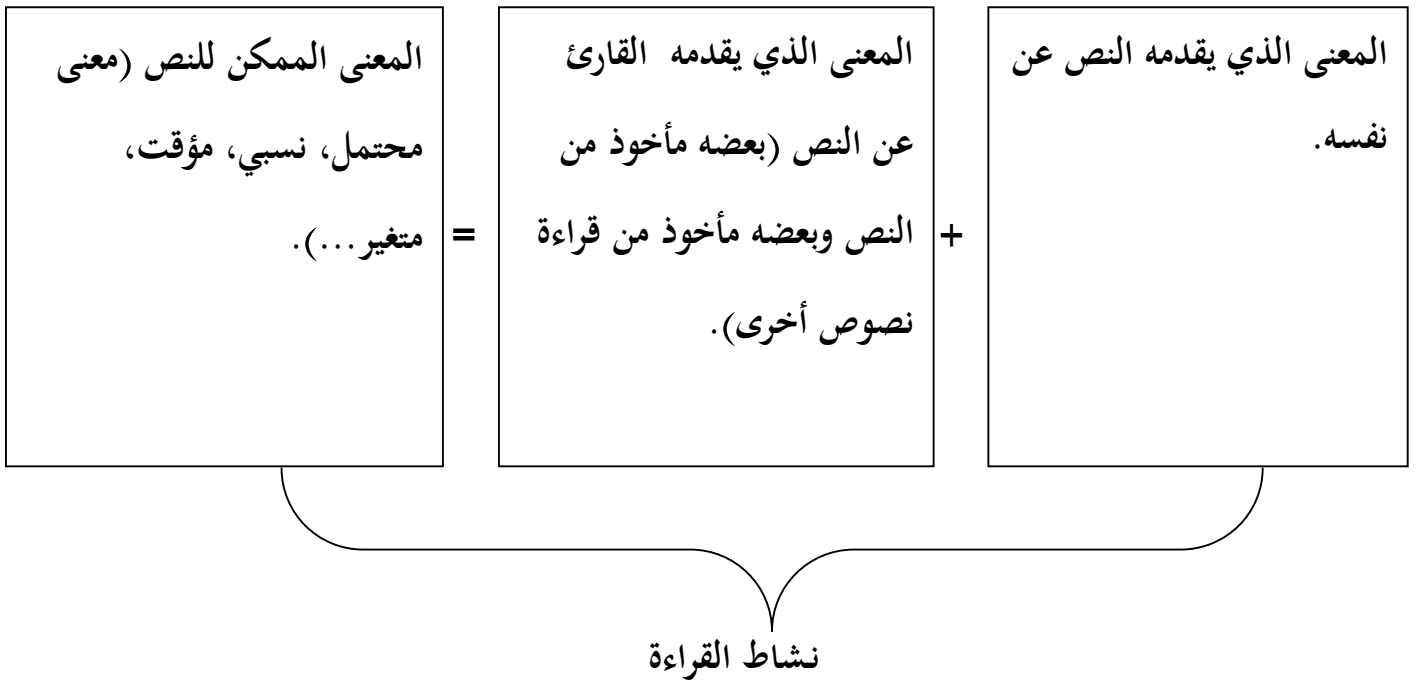 المعنى الذي يقدمه النص عن
نفسه.
+
المعنى الذي يقدمه القارئ
عن النص (بعضه مأخوذ من
النص وبعضه مأخوذ من قراءة
نصوص أخرى).
=
المعنى الممكن للنص (معنى
محتمل، نسبي، مؤقت،
متغير...).
نشاط القراءة